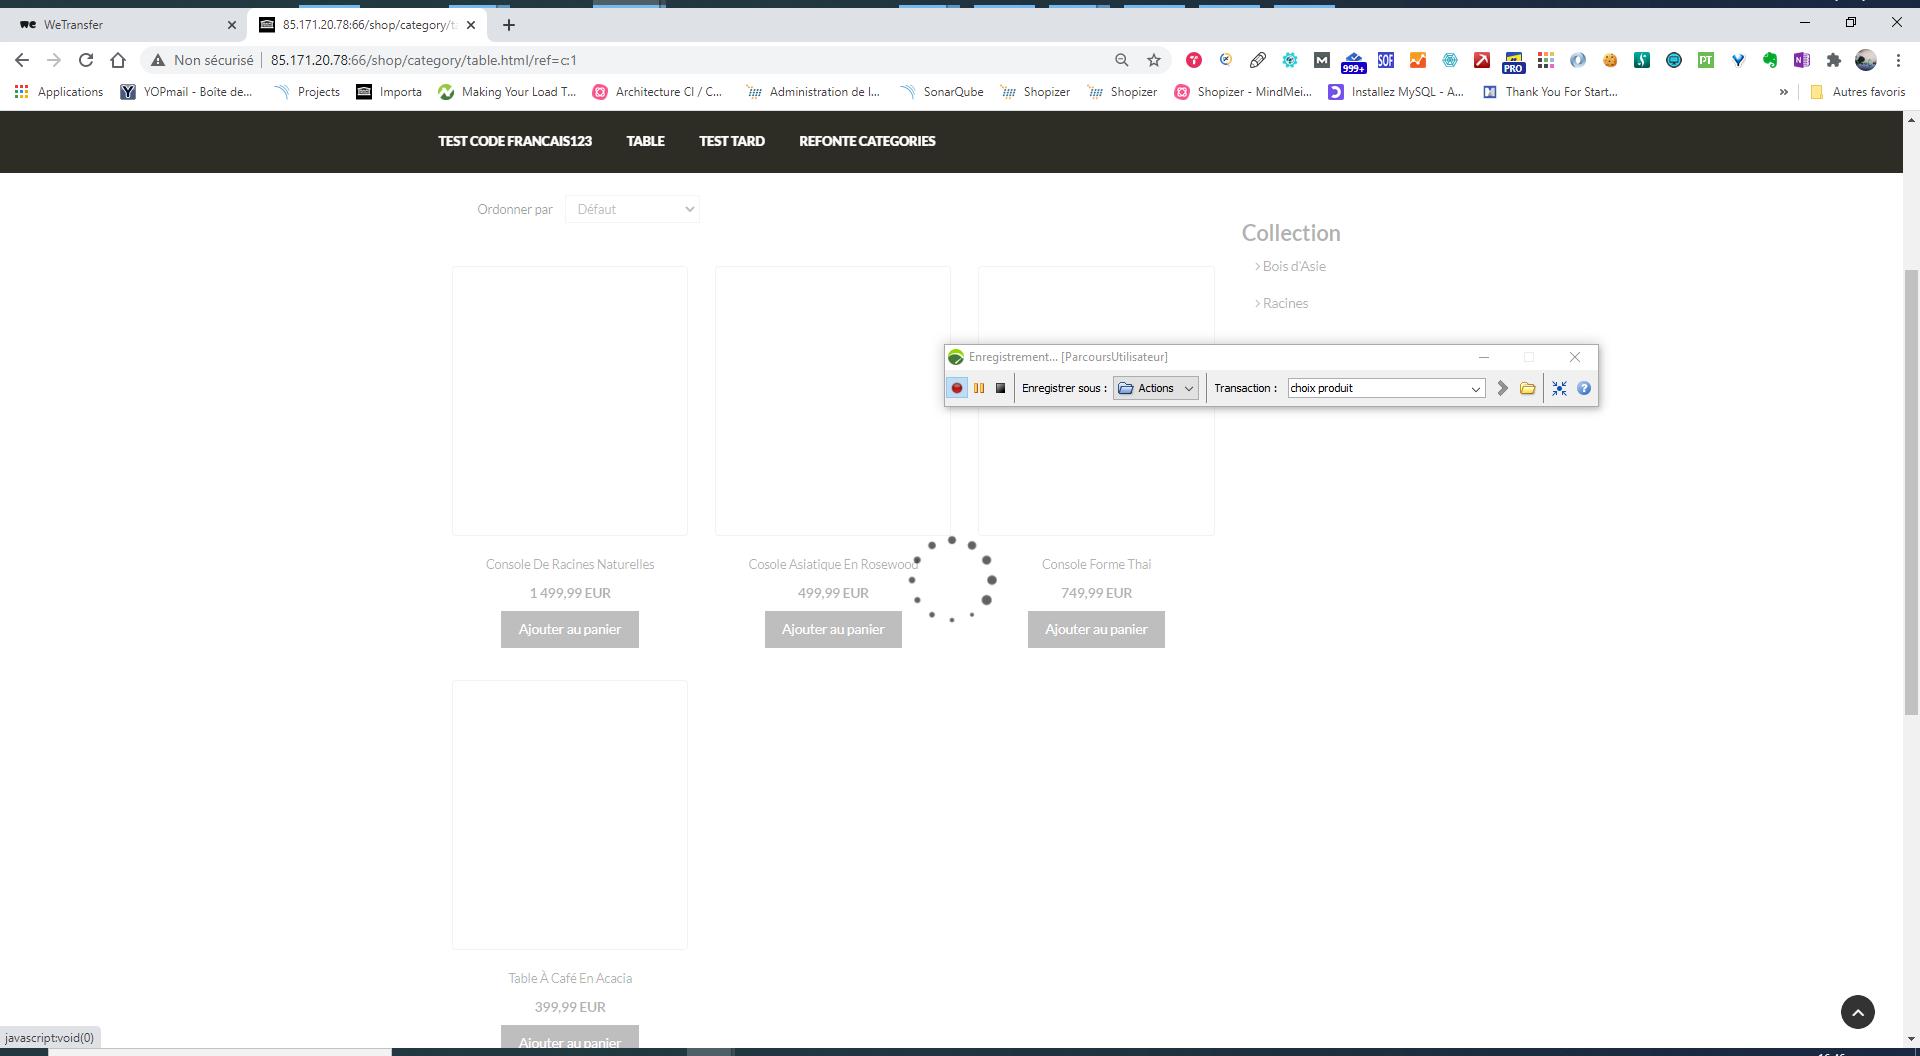 WeTransfer
85.171.20.78:66/shop/category/ta
Non sécurisé
85.171.20.78:66/shop/category/table.html/ref=c:1
SOF
999+
PRO
PT
Applications
YOPmail - Boîte de...
Projects
Importa
Making Your Load T...
Architecture CI / C...
Administration de l...
SonarQube
Shopizer
Shopizer
Shopizer - MindMei...
Installez MySQL - A...
Thank You For Start...
Autres favoris
TEST CODE FRANCAIS123
TABLE
TEST TARD
REFONTE CATEGORIES
Ordonner par
Défaut
Collection
Bois d'Asie
Racines
Enregistrement... [ParcoursUtilisateur]
Enregistrer sous :
Actions
Transaction :
choix produit
Console De Racines Naturelles
Cosole Asiatique En Rosewood
Console Forme Thai
1 499,99 EUR
499,99 EUR
749,99 EUR
Ajouter au panier
Ajouter au panier
Ajouter au panier
Table À Café En Acacia
399,99 EUR
Ajouter au panier
javascript:void(0)